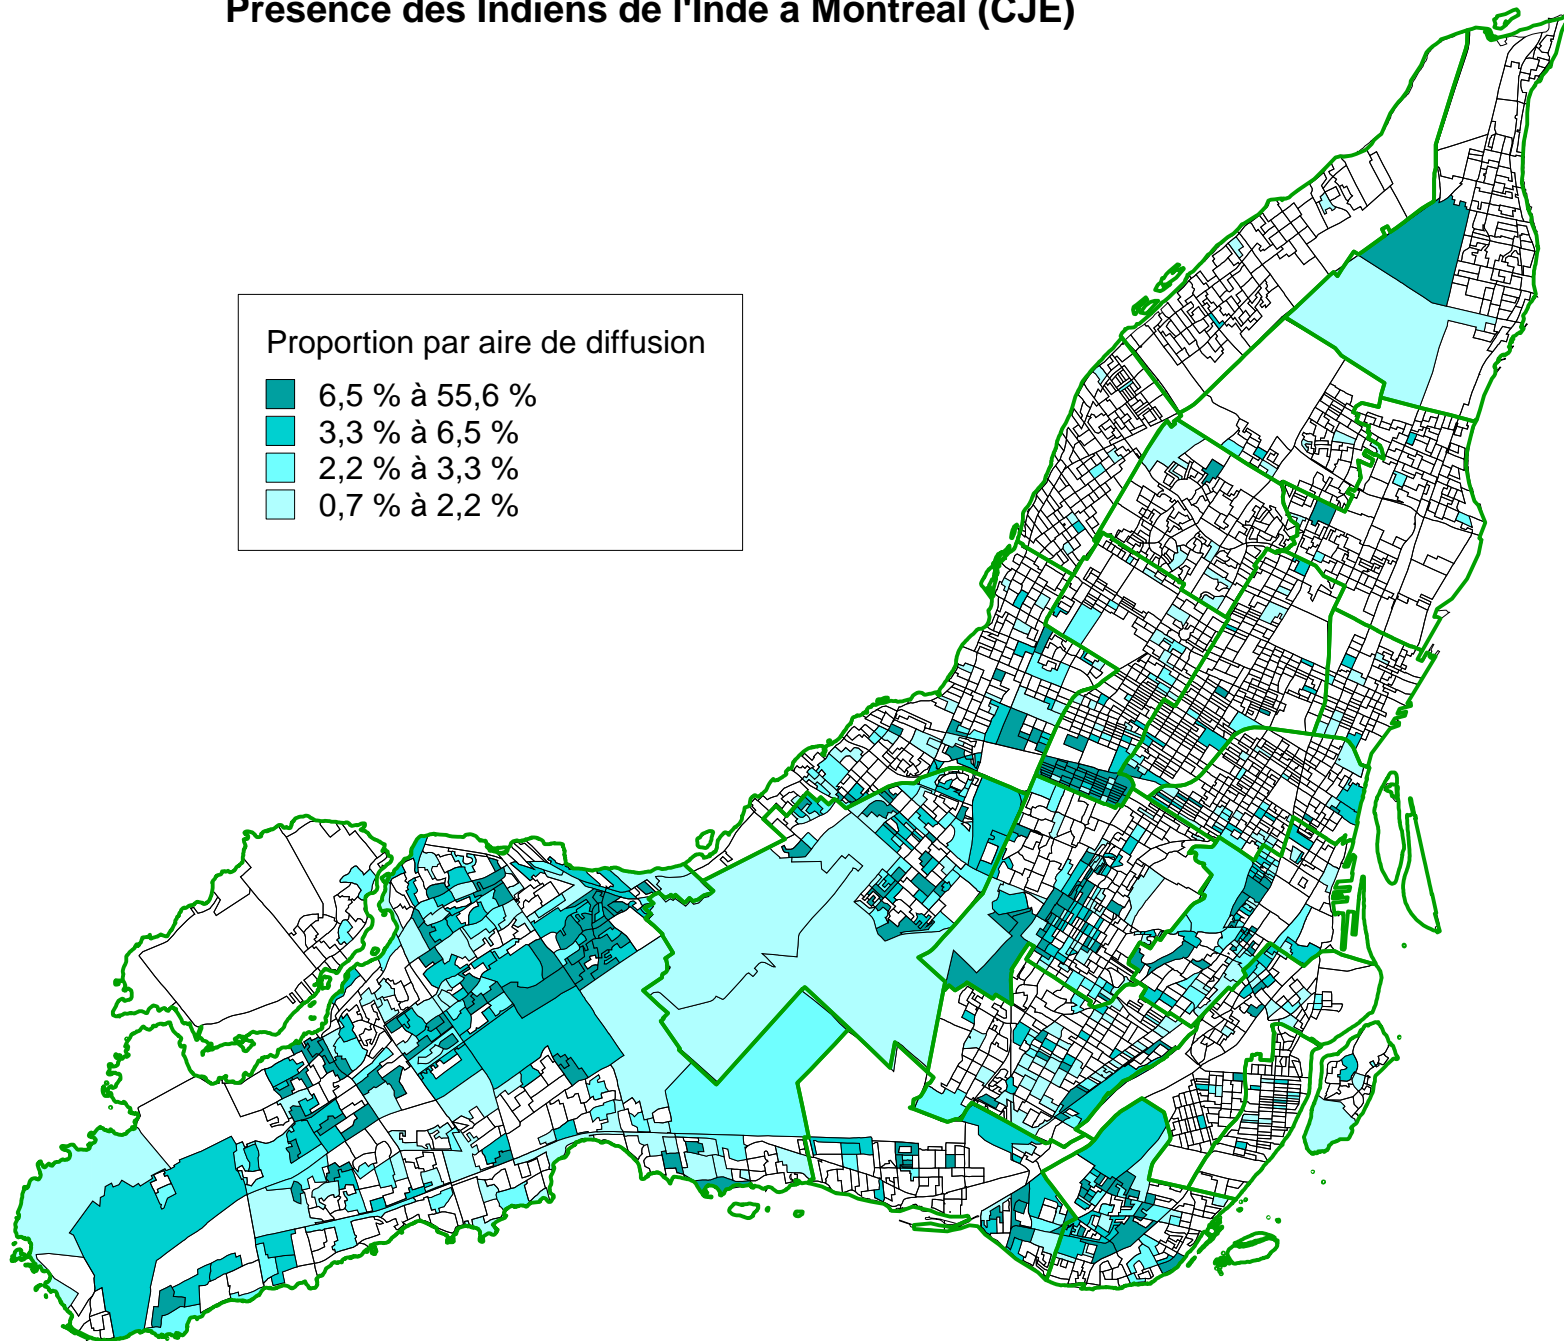 Présence des Indiens de l'Inde à Montréal (CJE)
Proportion par aire de diffusion
6,5 % à 55,6 %
3,3 % à 6,5 %
2,2 % à 3,3 %
0,7 % à 2,2 %